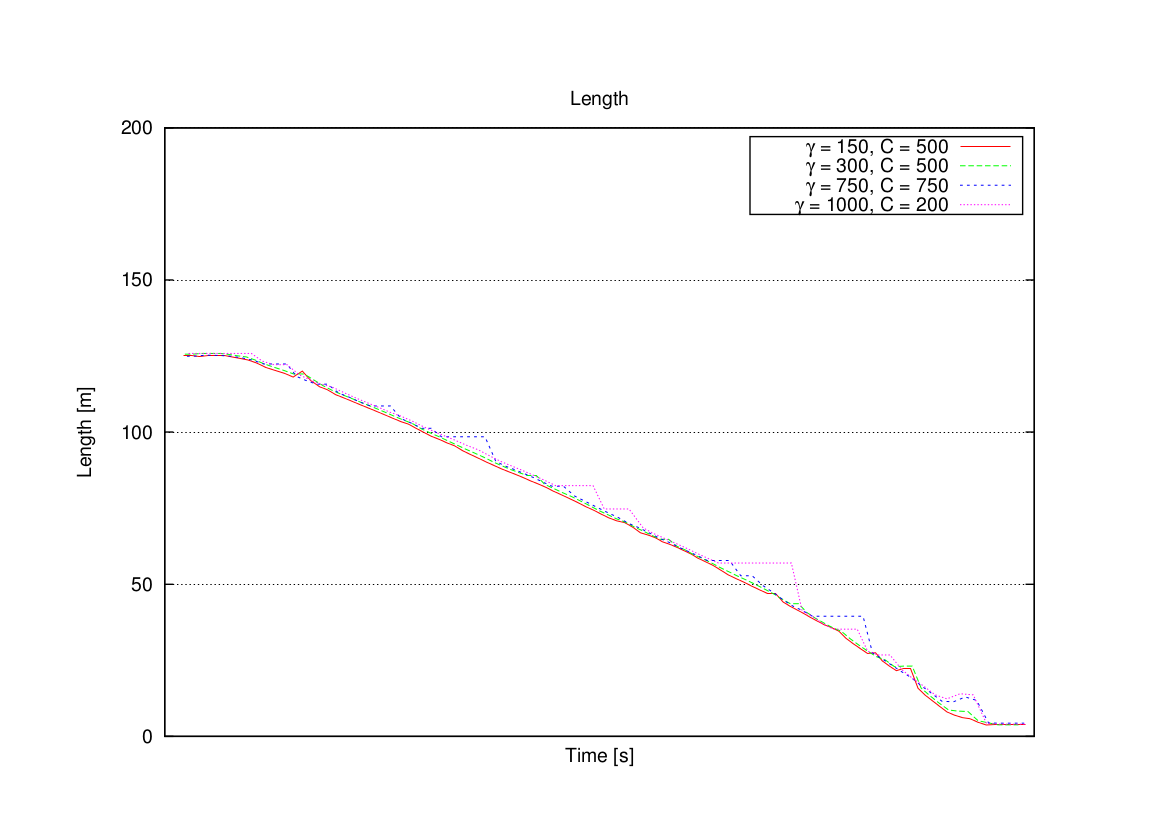 Length
200
γ = 150, C = 500
γ = 300, C = 500
γ = 750, C = 750
γ = 1000, C = 200
150
Length [m]
100
50
0
Time [s]